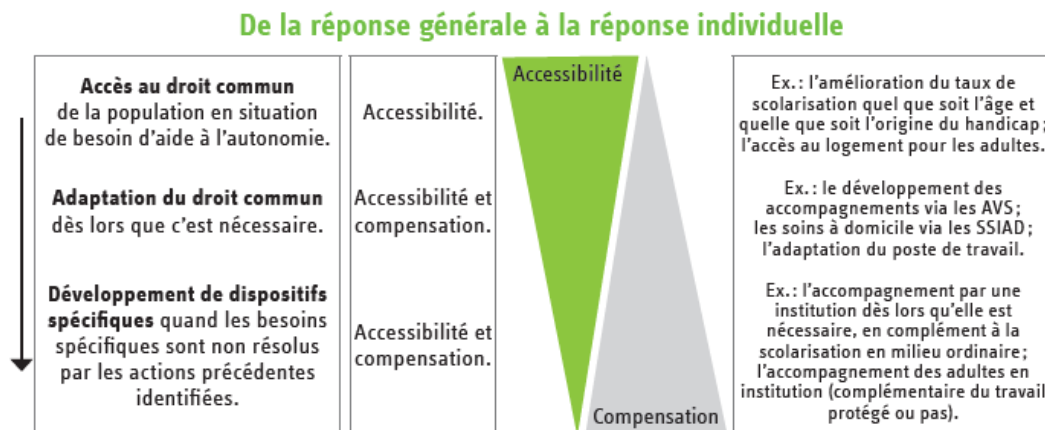 De la réponse générale à la réponse individuelle
Accès au droit commun
de la population en situation
de besoin d'aide à l'autonomie.
Accessibilité.
Accessibilité
Ex. : l'amélioration du taux de
scolarisation quel que soit l'âge et
quelle que soit l'origine du handicap ;
l'accès au logement pour les adultes.
Adaptation du droit commun
dès lors que c'est nécessaire.
Accessibilité et
compensation.
Ex. : le développement des
accompagnements via les AVS ;
les soins à domicile via les SSIAD ;
l'adaptation du poste de travail.
Développement de dispositifs
spécifiques quand les besoins
spécifiques sont non résolus
par les actions précédentes
identifiées.
Accessibilité et
compensation.
Compensation
Ex. : l'accompagnement par une
institution dès lors qu'elle est
nécessaire, en complément à la
scolarisation en milieu ordinaire ;
l'accompagnement des adultes en
institution (complémentaire du travail
protégé ou pas).